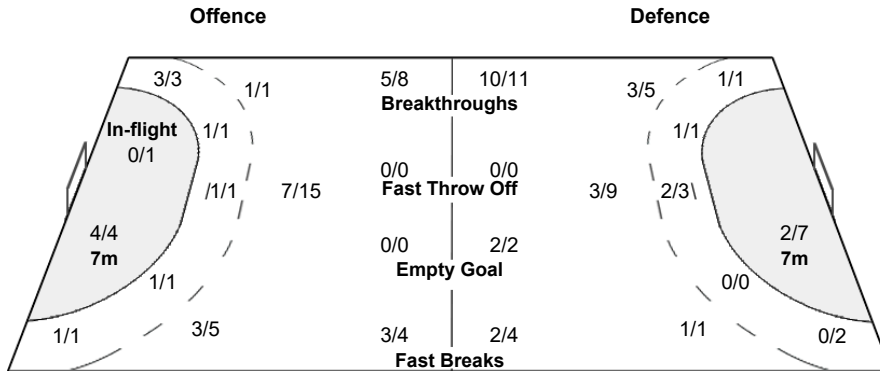 Offence Defence
3/3 1/1 5/8 10/11 3/5 1/1
Breakthroughs
In-flight 1/1 1/1
0/1
0/0 0/0
Fast Throw Off
1/1 7/15 3/9 2/3
4/4 2/7
7m 7m
0/0 2/2
Empty Goal
1/1 0/0
1/1 3/5 3/4 2/4 1/1 0/2
Fast Breaks